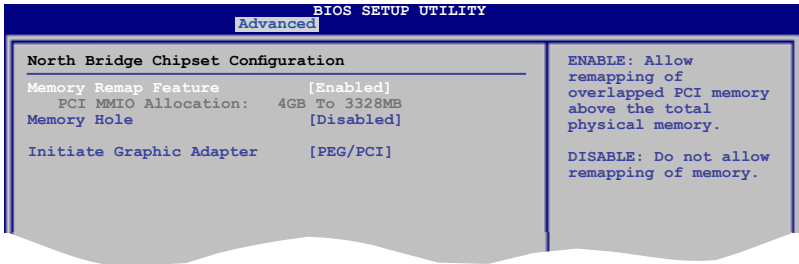 BIOS SETUP UTILITY
Advanced
North Bridge Chipset Configuration
Memory Remap Feature [Enabled]
PCI MMIO Allocation: 4GB To 3328MB
Memory Hole [Disabled]
Initiate Graphic Adapter [PEG/PCI]
ENABLE: Allow
remapping of
overlapped PCI memory
above the total
physical memory.
DISABLE: Do not allow
remapping of memory.